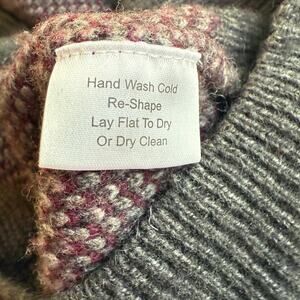 Hand Wash Cold
Re-Shape
Lay Flat To Dry
Or Dry Clean